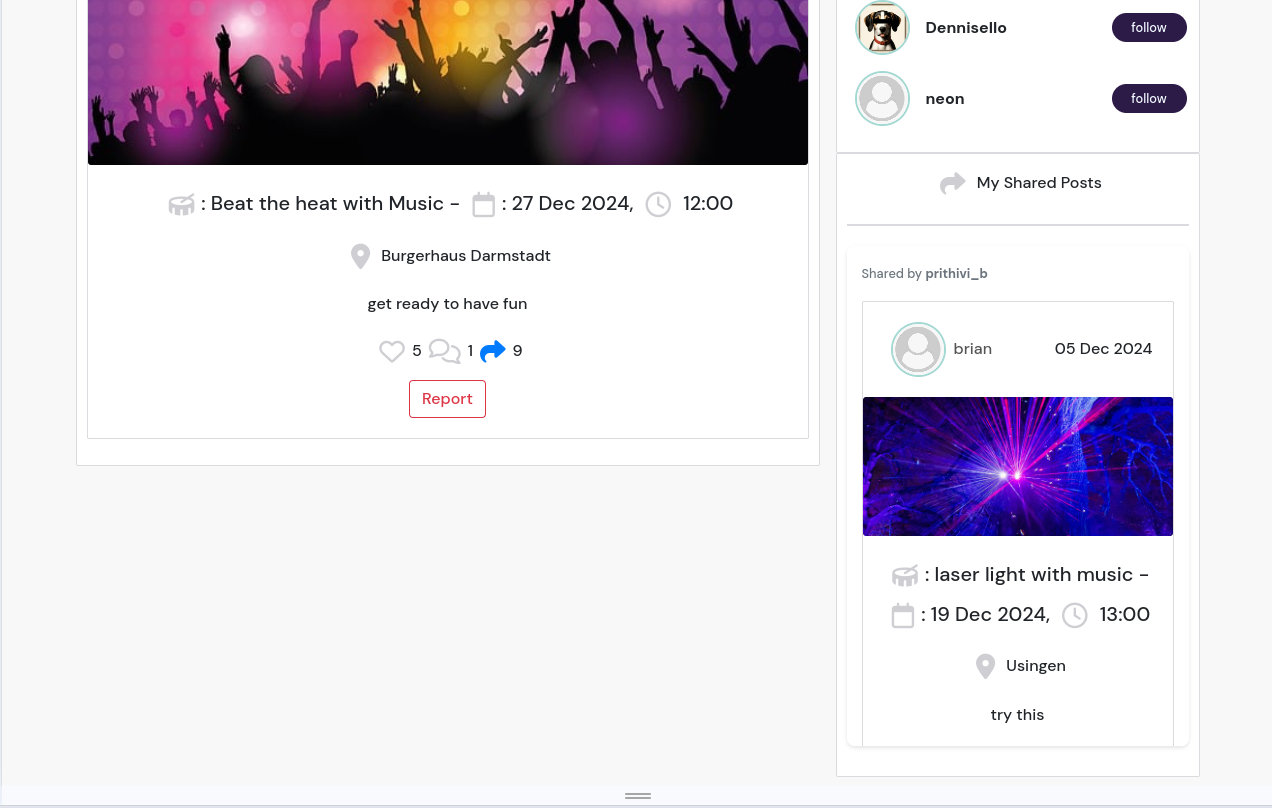 : Beat the heat with Music - : 27 Dec 2024, 12:00
Burgerhaus Darmstadt
get ready to have fun
5 1 9
Report
Dennisello follow
neon follow
My Shared Posts
Shared by prithivi_b
brian 05 Dec 2024
: laser light with music -
: 19 Dec 2024, 13:00
Usingen
try this